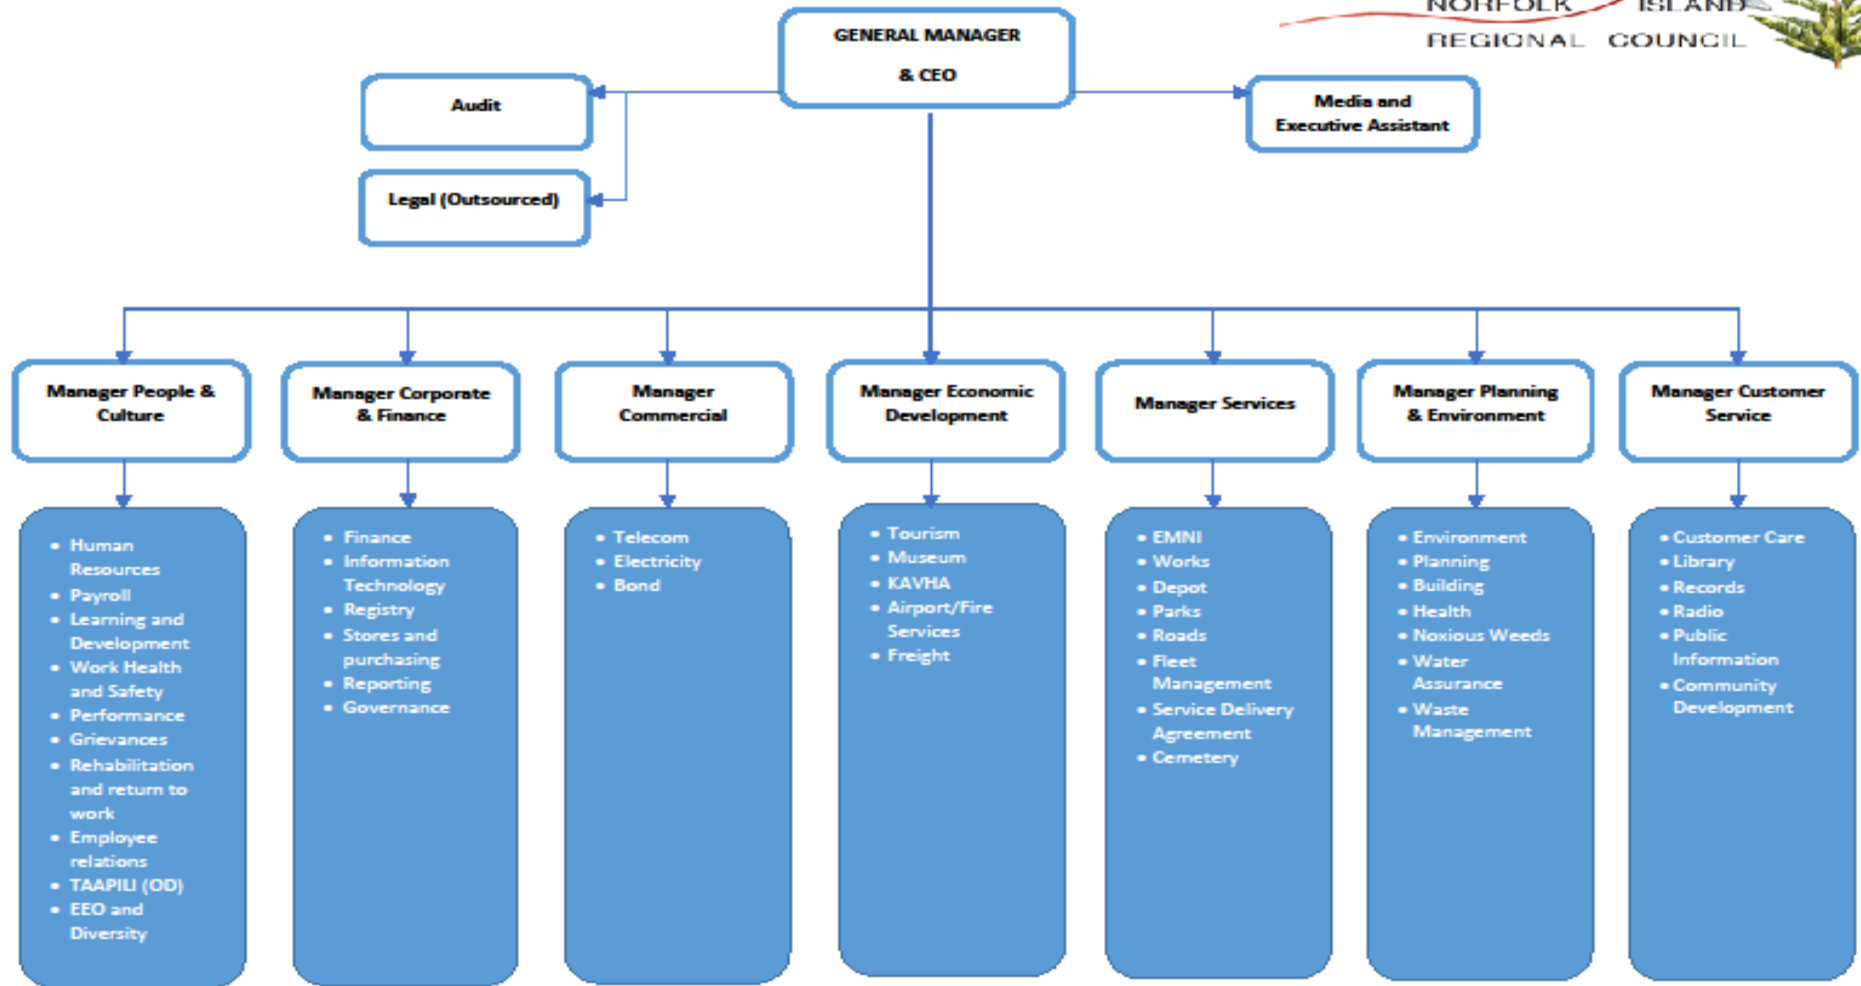 NORFOLK ISLAND
REGIONAL COUNCIL
GENERAL MANAGER
& CEO
Audit
Media and
Executive Assistant
Legal (Outsourced)
Manager People &
Culture
Manager Corporate
& Finance
Manager
Commercial
Manager Economic
Development
Manager Services
Manager Planning
& Environment
Manager Customer
Service
• Human
Resources
• Payroll
• Learning and
Development
• Work Health
and Safety
• Performance
• Grievances
• Rehabilitation
and return to
work
• Employee
relations
• TAAPILI (OD)
• EEO and
Diversity
• Finance
• Information
Technology
• Registry
• Stores and
purchasing
• Reporting
• Governance
• Telecom
• Electricity
• Bond
• Tourism
• Museum
• KAVHA
• Airport/Fire
Services
• Freight
• EMNI
• Works
• Depot
• Parks
• Roads
• Fleet
Management
• Service Delivery
Agreement
• Cemetery
• Environment
• Planning
• Building
• Health
• Noxious Weeds
• Water
Assurance
• Waste
Management
• Customer Care
• Library
• Records
• Radio
• Public
Information
• Community
Development